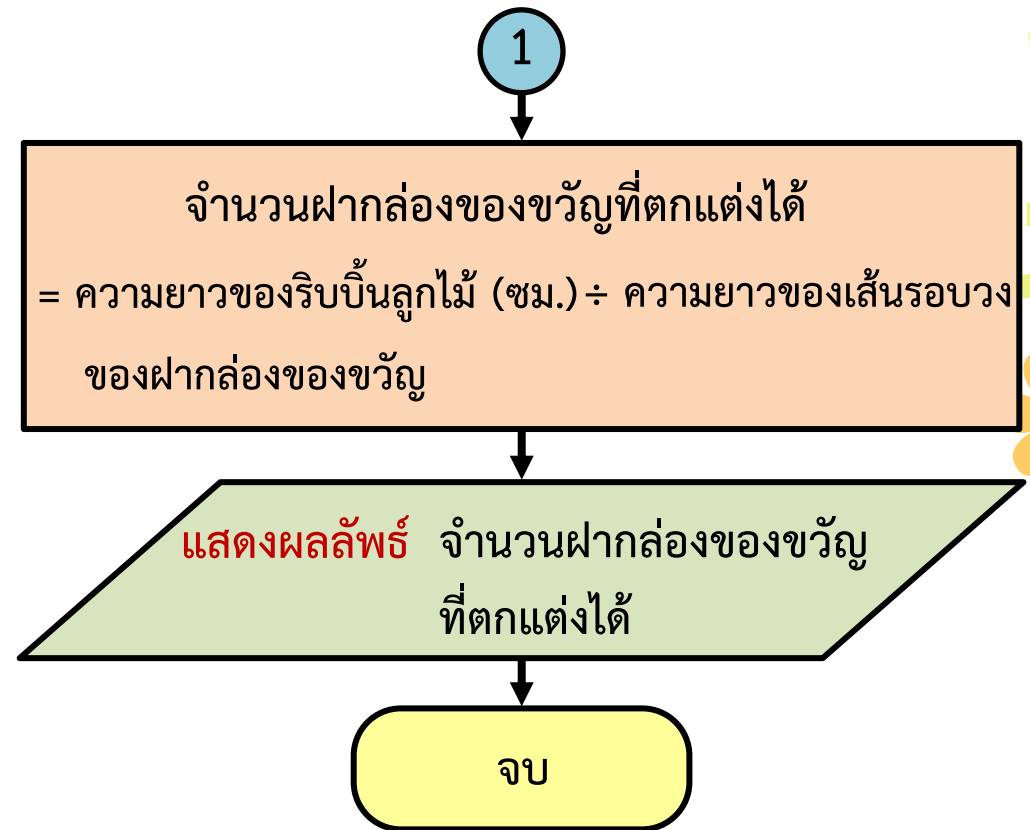 1
จำนวนฝากล่องของขวัญที่ตกแต่งได้
= ความยาวของริบบิ้นลูกไม้ (ซม.) ÷ ความยาวของเส้นรอบวง
ของฝากล่องของขวัญ
แสดงผลลัพธ์ จำนวนฝากล่องของขวัญ
ที่ตกแต่งได้
จบ